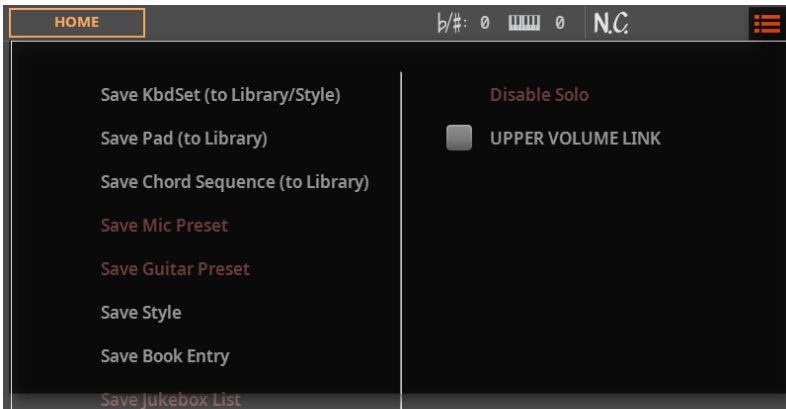 HOME
♭/♯: 0 0 N.C.
Save KbdSet (to Library/Style)
Save Pad (to Library)
Save Chord Sequence (to Library)
Save Mic Preset
Save Guitar Preset
Save Style
Save Book Entry
Save Jukebox List
Disable Solo
UPPER VOLUME LINK